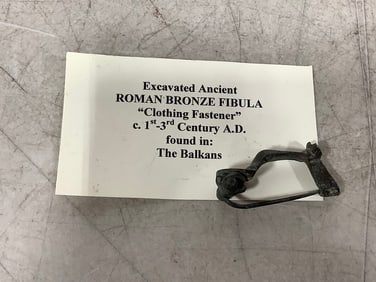 Excavated Ancient
ROMAN BRONZE FIBULA
“Clothing Fastener”
c. 1st-3rd Century A.D.
found in:
The Balkans